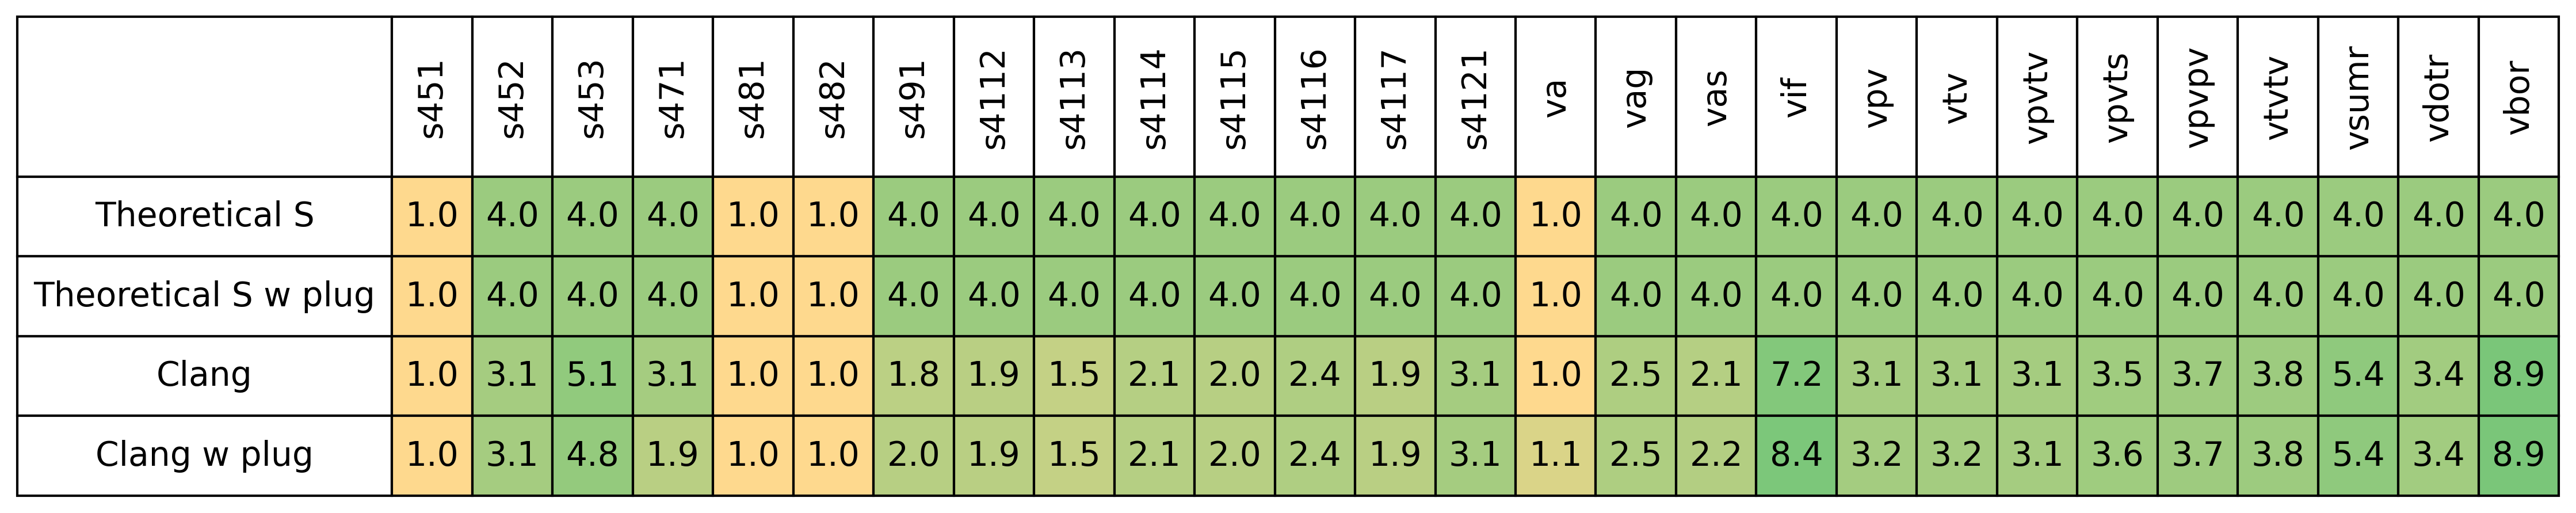 s451 s452 s453 s471 s481 s482 s491 s4112 s4113 s4114 s4115 s4116 s4117 s4121 va vag vas vif vpv vtv vpvtv vpvts vpvpv vtvtv vsumr vdotr vbor
Theoretical S 1.0 4.0 4.0 4.0 1.0 1.0 4.0 4.0 4.0 4.0 4.0 4.0 4.0 4.0 1.0 4.0 4.0 4.0 4.0 4.0 4.0 4.0 4.0 4.0 4.0 4.0 4.0
Theoretical S w plug 1.0 4.0 4.0 4.0 1.0 1.0 4.0 4.0 4.0 4.0 4.0 4.0 4.0 4.0 1.0 4.0 4.0 4.0 4.0 4.0 4.0 4.0 4.0 4.0 4.0 4.0 4.0
Clang 1.0 3.1 5.1 3.1 1.0 1.0 1.8 1.9 1.5 2.1 2.0 2.4 1.9 3.1 1.0 2.5 2.1 7.2 3.1 3.1 3.1 3.5 3.7 3.8 5.4 3.4 8.9
Clang w plug 1.0 3.1 4.8 1.9 1.0 1.0 2.0 1.9 1.5 2.1 2.0 2.4 1.9 3.1 1.1 2.5 2.2 8.4 3.2 3.2 3.1 3.6 3.7 3.8 5.4 3.4 8.9